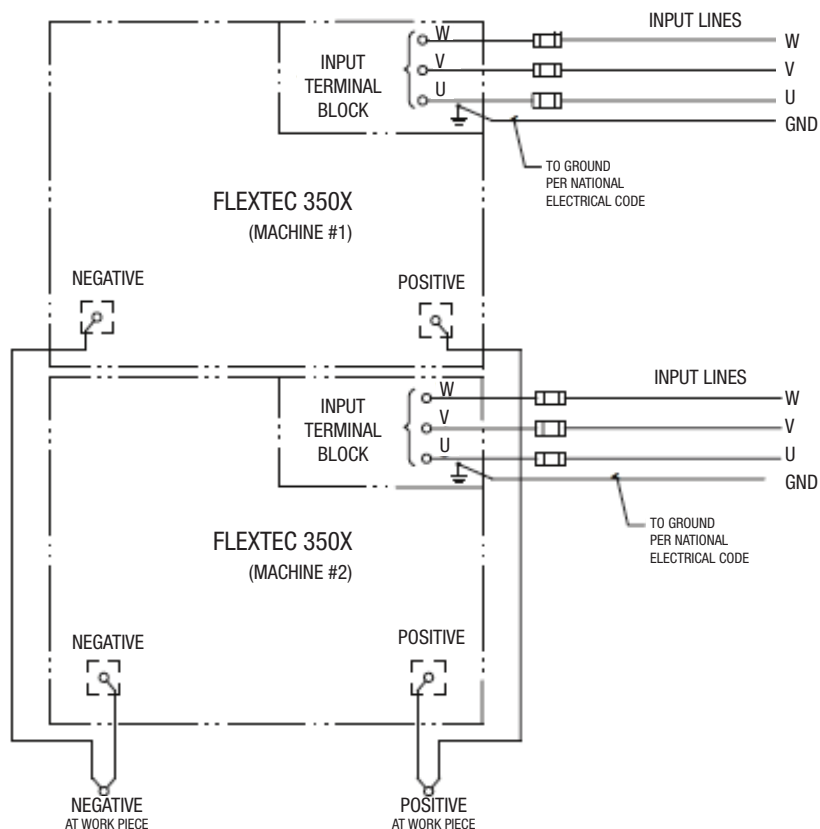 INPUT LINES
W
W
INPUT
TERMINAL
BLOCK
V
V
U
U
GND
TO GROUND
PER NATIONAL
ELECTRICAL CODE
FLEXTEC 350X
(MACHINE #1)
NEGATIVE
POSITIVE
INPUT LINES
W
W
INPUT
TERMINAL
BLOCK
V
V
U
U
GND
TO GROUND
PER NATIONAL
ELECTRICAL CODE
FLEXTEC 350X
(MACHINE #2)
NEGATIVE
POSITIVE
NEGATIVE
AT WORK PIECE
POSITIVE
AT WORK PIECE